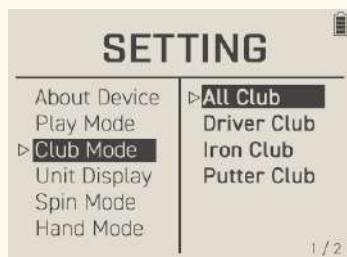 SETTING
About Device
Play Mode
Club Mode
Unit Display
Spin Mode
Hand Mode
All Club
Driver Club
Iron Club
Putter Club
1/2